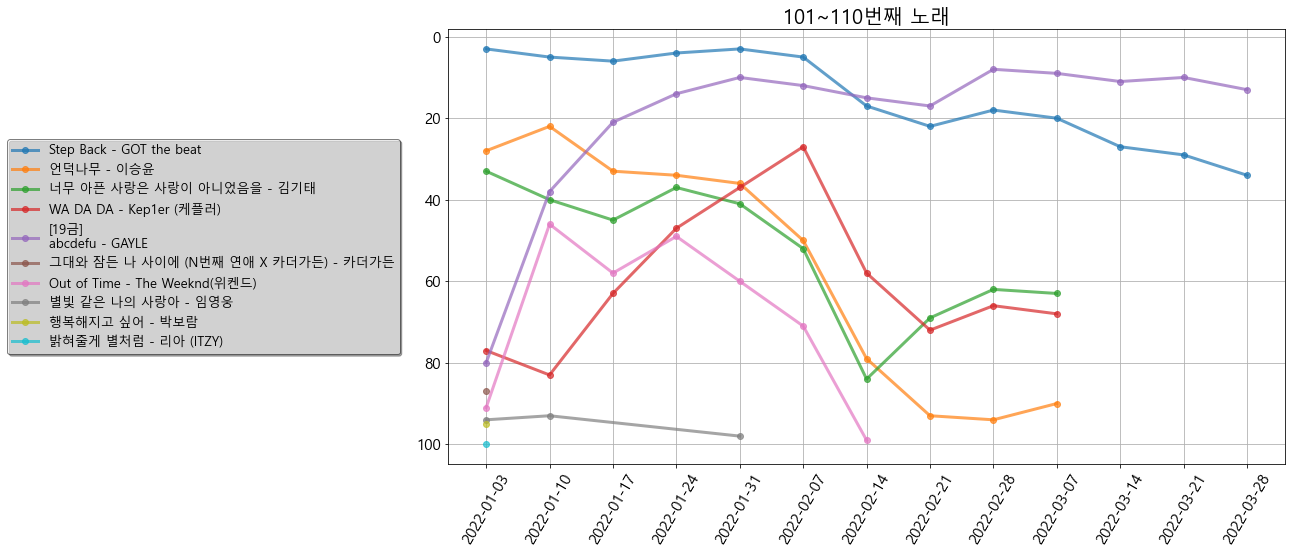 101~110번째 노래
Step Back - GOT the beat
언덕나무 - 이승윤
너무 아픈 사랑은 사랑이 아니었음을 - 김기태
WA DA DA - Kep1er (케플러)
[19금]
abcdefu - GAYLE
그대와 잠든 나 사이에 (N번째 연애 X 카더가든) - 카더가든
Out of Time - The Weeknd(위켄드)
별빛 같은 나의 사랑아 - 임영웅
행복해지고 싶어 - 박보람
밝혀줄게 별처럼 - 리아 (ITZY)
0
20
40
60
80
100
2022-01-03
2022-01-10
2022-01-17
2022-01-24
2022-01-31
2022-02-07
2022-02-14
2022-02-21
2022-02-28
2022-03-07
2022-03-14
2022-03-21
2022-03-28